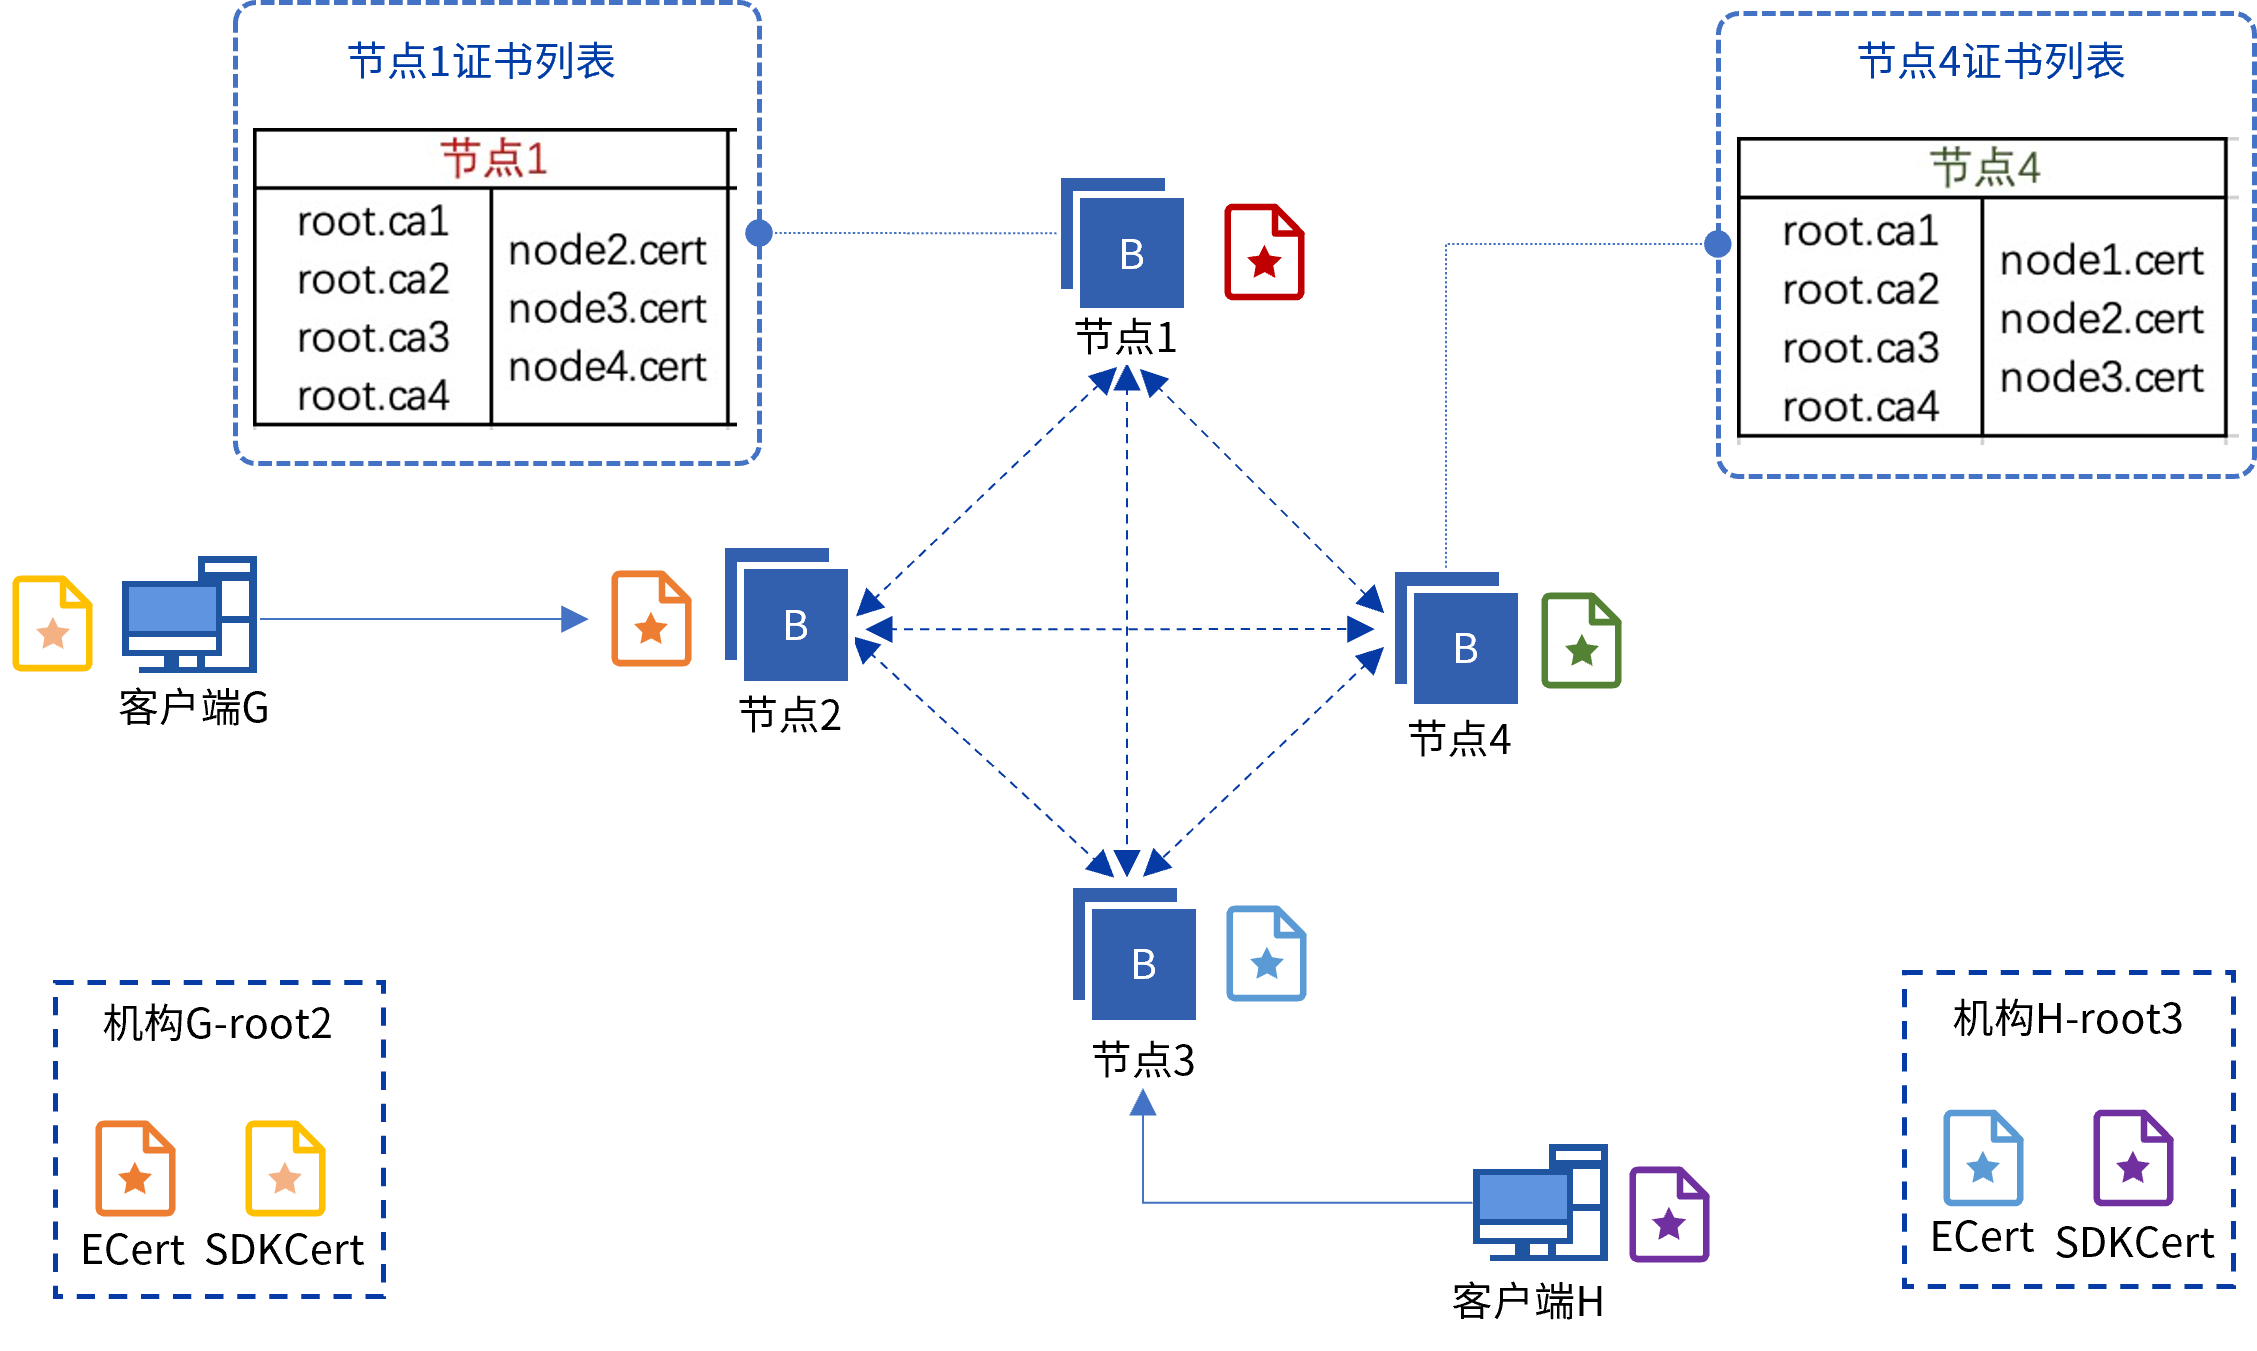 节点1证书列表
节点1
root.ca1
root.ca2
root.ca3
root.ca4
node2.cert
node3.cert
node4.cert
节点4证书列表
节点4
root.ca1
root.ca2
root.ca3
root.ca4
node1.cert
node2.cert
node3.cert
B
节点1
客户端G
B
节点2
B
节点4
B
节点3
机构G-root2
ECert
SDKCert
客户端H
机构H-root3
ECert
SDKCert